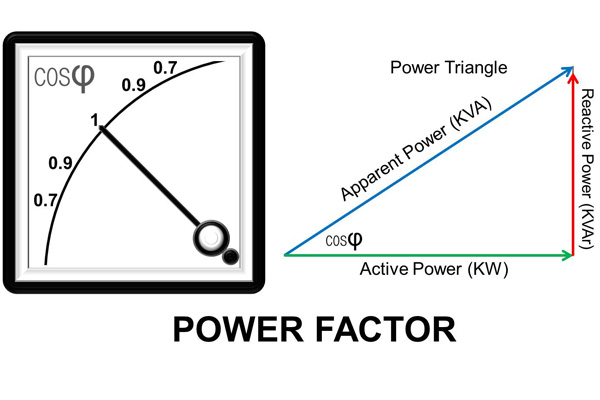 cosφ
0.7
0.9
1
0.9
0.7
Power Triangle
Apparent Power (KVA)
Reactive Power (KVAr)
cosφ
Active Power (KW)
POWER FACTOR